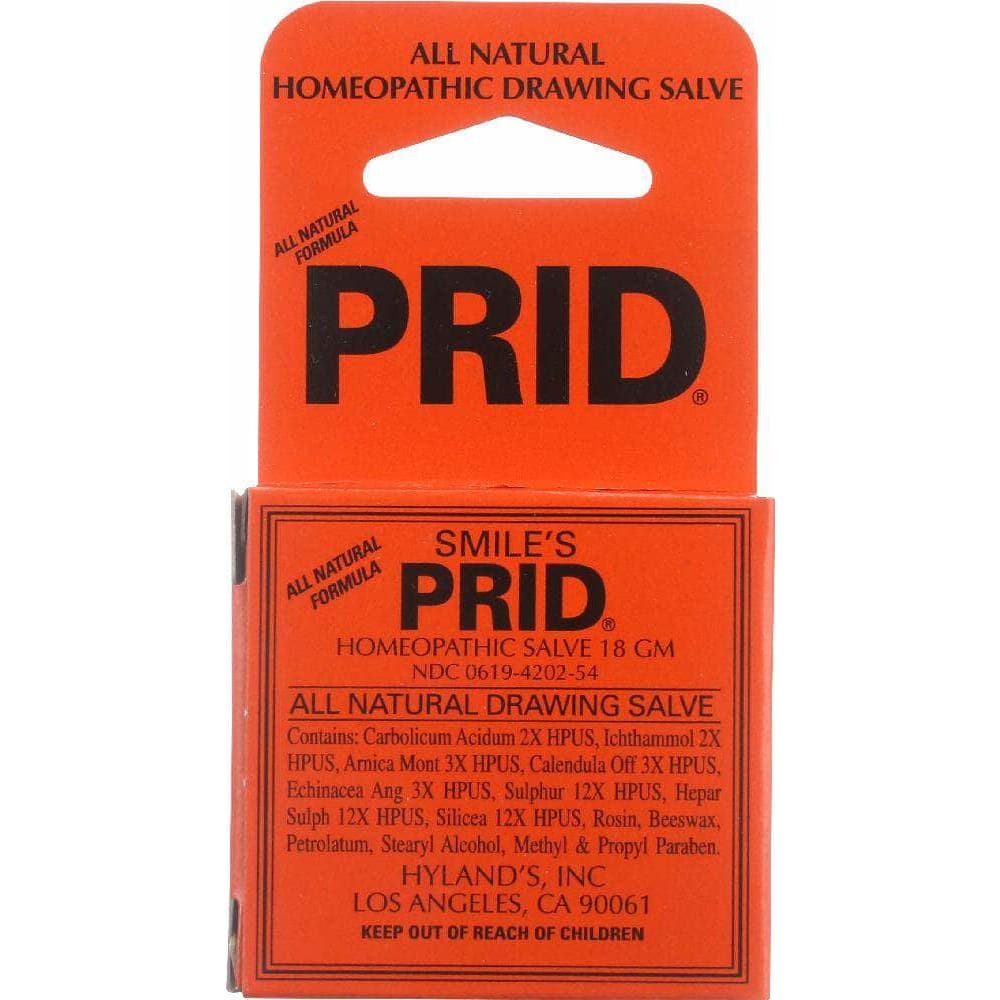 ALL NATURAL
HOMEOPATHIC DRAWING SALVE
ALL NATURAL
FORMULA
PRID®
SMILE'S
ALL NATURAL
FORMULA
PRID®
HOMEOPATHIC SALVE 18 GM
NDC 0619-4202-54
ALL NATURAL DRAWING SALVE
Contains: Carbolicum Acidum 2X HPUS, Ichthammol 2X
HPUS, Arnica Mont 3X HPUS, Calendula Off 3X HPUS,
Echinacea Ang 3X HPUS, Sulphur 12X HPUS, Hepar
Sulph 12X HPUS, Silicea 12X HPUS, Rosin, Beeswax,
Petrolatum, Stearyl Alcohol, Methyl & Propyl Paraben.
HYLAND'S, INC
LOS ANGELES, CA 90061
KEEP OUT OF REACH OF CHILDREN